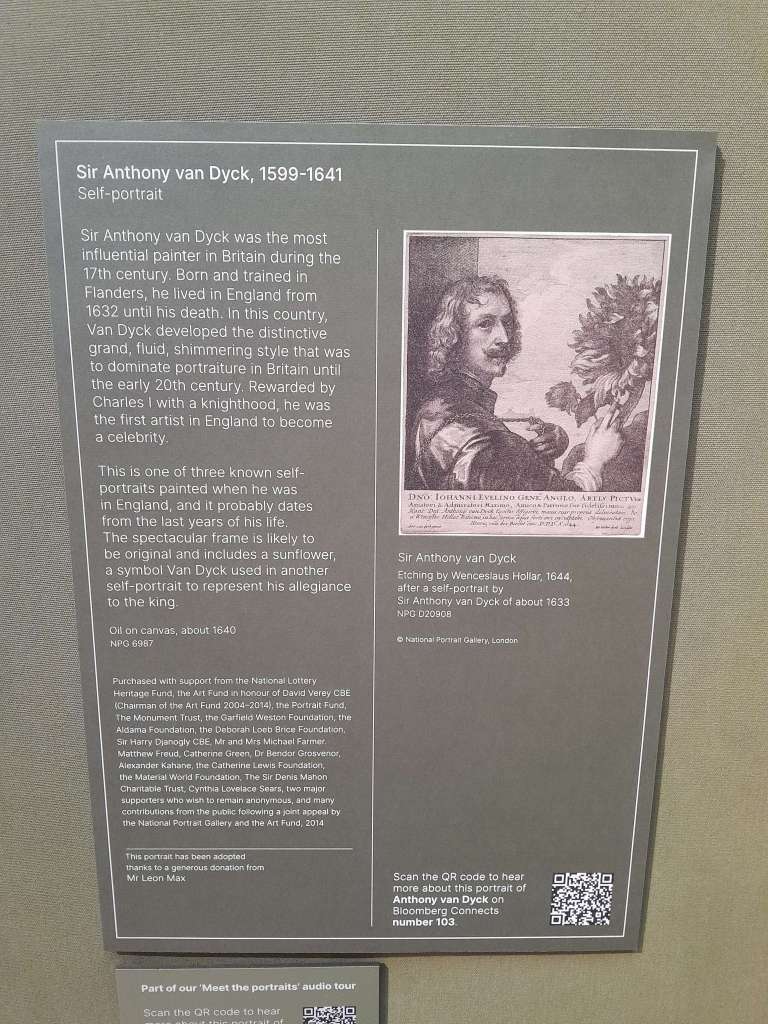 Sir Anthony van Dyck, 1599-1641
Self-portrait
Sir Anthony van Dyck was the most
influential painter in Britain during the
17th century. Born and trained in
Flanders, he lived in England from
1632 until his death. In this country,
Van Dyck developed the distinctive
grand, fluid, shimmering style that was
to dominate portraiture in Britain until
the early 20th century. Rewarded by
Charles I with a knighthood, he was
the first artist in England to become
a celebrity.
This is one of three known self-
portraits painted when he was
in England, and it probably dates
from the last years of his life.
The spectacular frame is likely to
be original and includes a sunflower,
a symbol Van Dyck used in another
self-portrait to represent his allegiance
to the king.
Oil on canvas, about 1640
NPG 6987
Purchased with support from the National Lottery
Heritage Fund, the Art Fund in honour of David Verey CBE
(Chairman of the Art Fund 2004–2014), the Portrait Fund,
The Monument Trust, the Garfield Weston Foundation, the
Aldama Foundation, the Deborah Loeb Brice Foundation,
Sir Harry Djanogly CBE, Mr and Mrs Michael Farmer.
Matthew Freud, Catherine Green, Dr Bendor Grosvenor,
Alexander Kahane, the Catherine Lewis Foundation,
the Material World Foundation, The Sir Denis Mahon
Charitable Trust, Cynthia Lovelace Sears, two major
supporters who wish to remain anonymous, and many
contributions from the public following a joint appeal by
the National Portrait Gallery and the Art Fund, 2014
This portrait has been adopted
thanks to a generous donation from
Mr Leon Max
DNO IOHANNI EVELINO GENE ANGLO, ARTIS PICTVRÆ
Amatori & Admiratori Maximo,
Sir Anthony van Dyck
Etching by Wenceslaus Hollar, 1644,
after a self-portrait by
Sir Anthony van Dyck of about 1633
NPG D20908
© National Portrait Gallery, London
Scan the QR code to hear
more about this portrait of
Anthony van Dyck on
Bloomberg Connects
number 103.
Part of our 'Meet the portraits' audio tour
Scan the QR code to hear
more about this portrait of